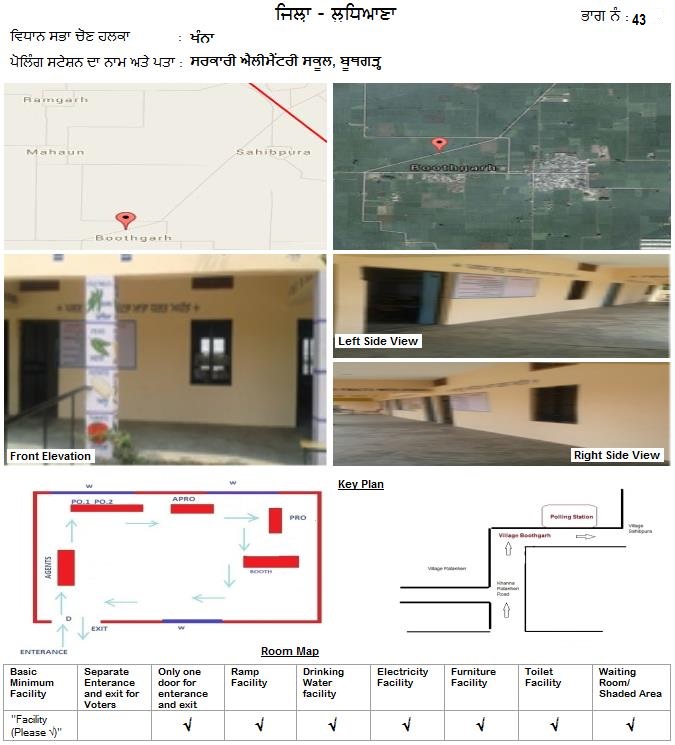 ਜਿਲ੍ਹਾ - ਲੁਧਿਆਣਾ
ਭਾਗ ਨੰ : 43
ਵਿਧਾਨ ਸਭਾ ਚੋਣ ਹਲਕਾ : ਖੰਨਾ
ਪੋਲਿੰਗ ਸਟੇਸ਼ਨ ਦਾ ਨਾਮ ਅਤੇ ਪਤਾ : ਸਰਕਾਰੀ ਐਲੀਮੈਂਟਰੀ ਸਕੂਲ, ਬੂਥਗੜ੍ਹ
Ramgarh
Mahaun
Sahibpura
Boothgarh
Boothgarh
Front Elevation
Left Side View
Right Side View
Key Plan
W
W
PO.1 PO.2
APRO
PRO
AGENTS
BOOTH
D
EXIT
W
ENTERANCE
Room Map
Polling Station
Village Boothgarh
Village Sahibpura
Khanna
Road
Basic Minimum Facility
Separate Enterance and exit for Voters
Only one door for enterance and exit
Ramp Facility
Drinking Water facility
Electricity Facility
Furniture Facility
Toilet Facility
Waiting Room/ Shaded Area
"Facility (Please √)"
√ √ √ √ √ √ √